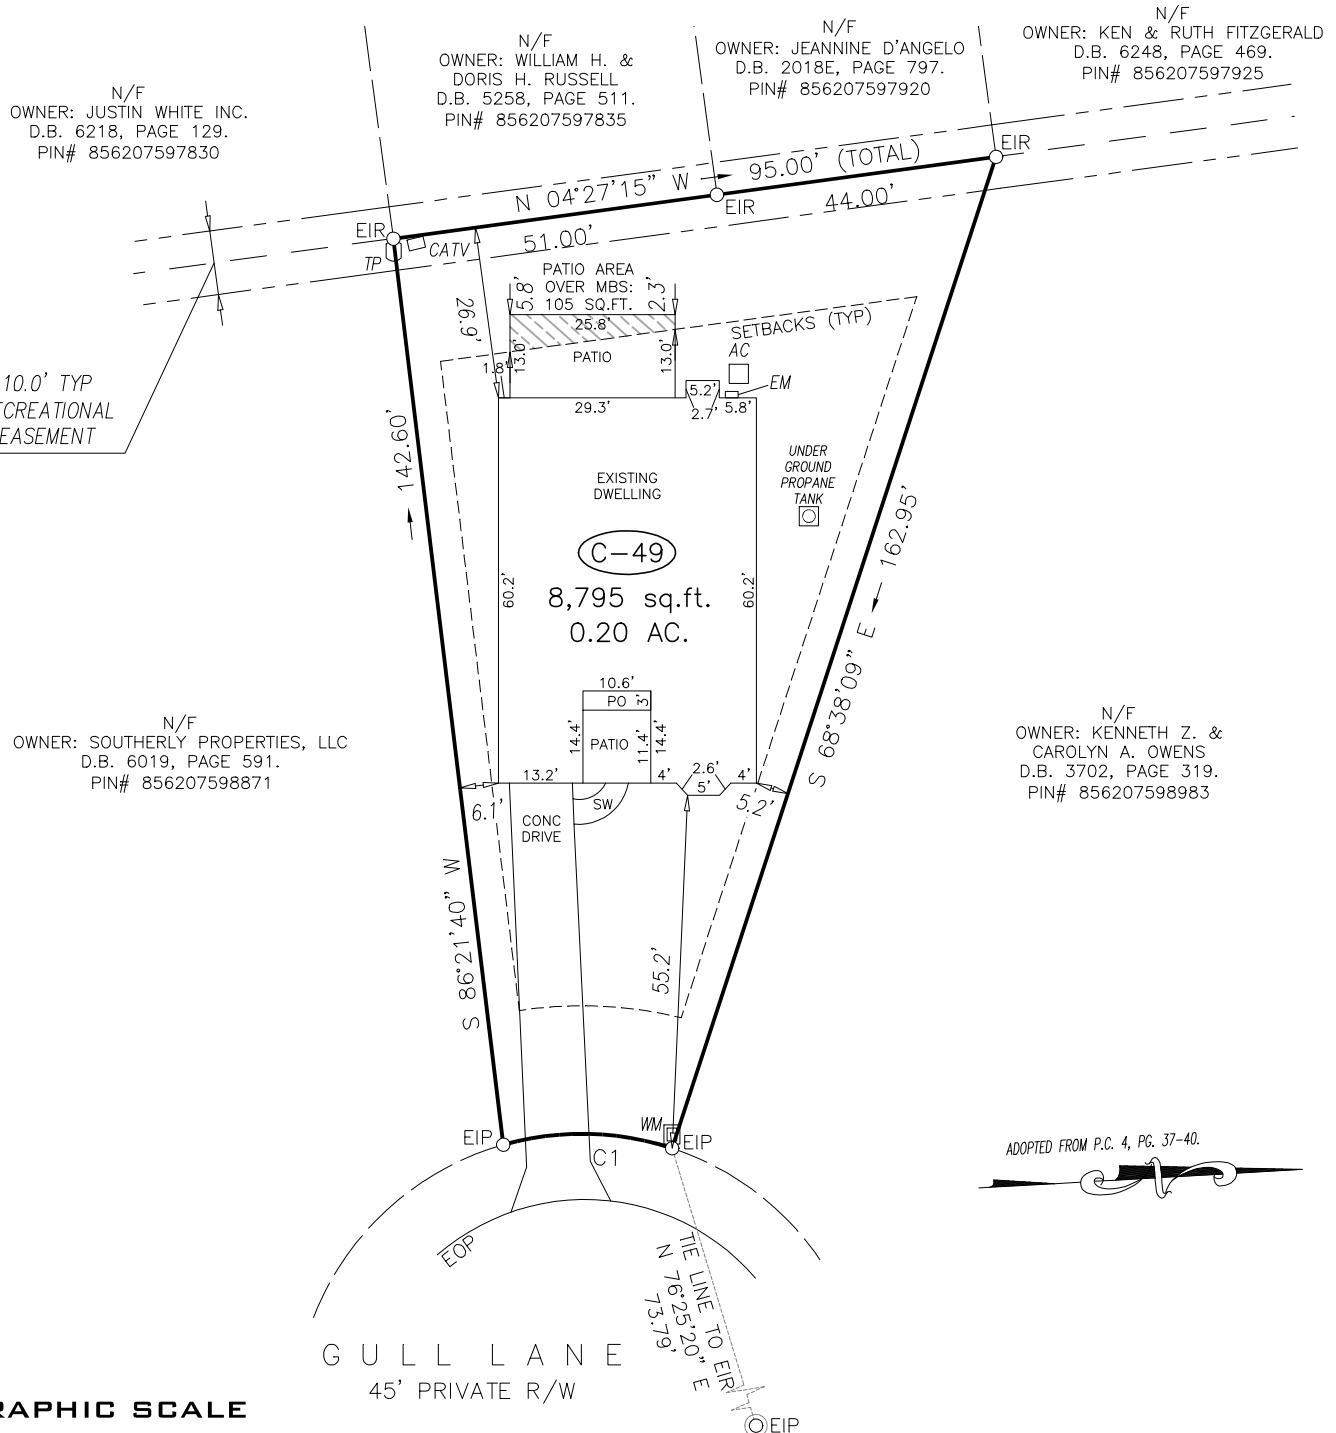 N/F
OWNER: JUSTIN WHITE INC.
D.B. 6218, PAGE 129.
PIN# 856207597830
N/F
OWNER: WILLIAM H. &
DORIS H. RUSSELL
D.B. 5258, PAGE 511.
PIN# 856207597835
N/F
OWNER: JEANNINE D'ANGELO
D.B. 2018E, PAGE 797.
PIN# 856207597920
N/F
OWNER: KEN & RUTH FITZGERALD
D.B. 6248, PAGE 469.
PIN# 856207597925
N 04°27'15" W
95.00' (TOTAL)
EIR
EIR
EIR
51.00'
44.00'
TP
CATV
10.0' TYP
CREATIONAL
EASEMENT
26.9'
PATIO AREA
OVER MBS:
105 SQ.FT.
5.8'
2.3'
25.8'
13.0'
13.0'
PATIO
SETBACKS (TYP)
AC
EM
1.8'
29.3'
5.2'
2.7'
5.8'
142.60'
UNDER
GROUND
PROPANE
TANK
EXISTING
DWELLING
C-49
8,795 sq.ft.
0.20 AC.
60.2'
60.2'
162.95'
S 68°38'09" E
10.6'
PO
3'
14.4'
PATIO
11.4'
14.4'
13.2'
4'
2.6'
5'
4'
6.1'
5.2'
SW
CONC
DRIVE
N/F
OWNER: SOUTHERLY PROPERTIES, LLC
D.B. 6019, PAGE 591.
PIN# 856207598871
N/F
OWNER: KENNETH Z. &
CAROLYN A. OWENS
D.B. 3702, PAGE 319.
PIN# 856207598983
S 86°21'40" W
55.2'
WM
EIP
EIP
C1
EOP
ADOPTED FROM P.C. 4, PG. 37-40.
N
TIE LINE TO EIR
N 76°25'20" E
73.79'
EIP
GULL LANE
45' PRIVATE R/W
RAPHIC SCALE